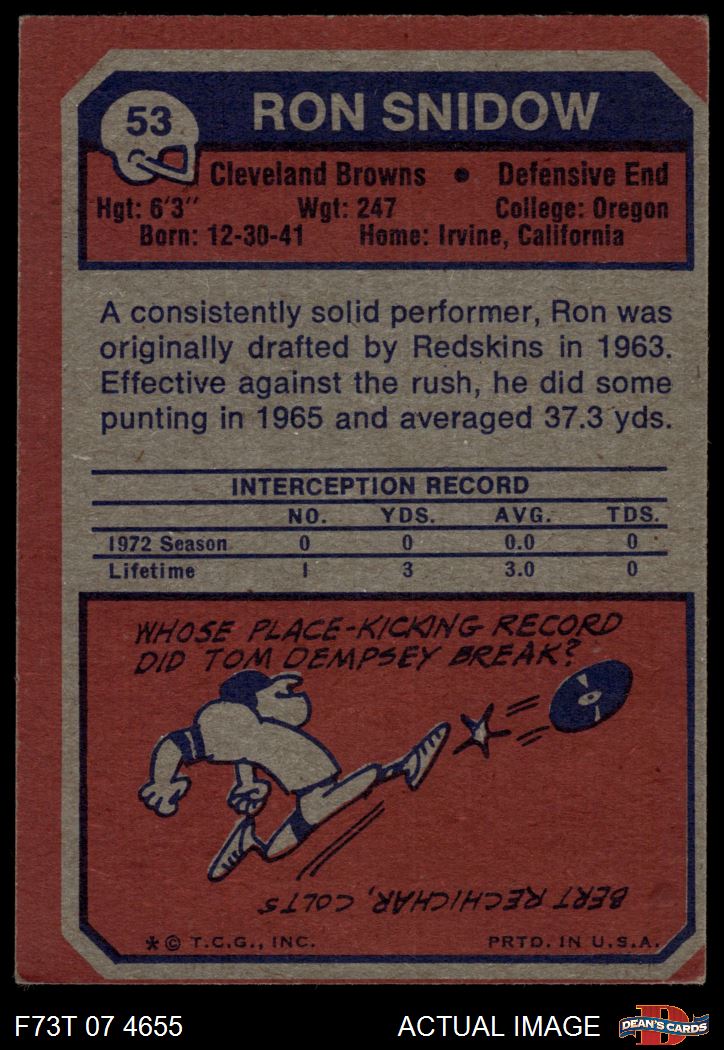 53
RON SNIDOW
Cleveland Browns • Defensive End
Hgt: 6'3" Wgt: 247 College: Oregon
Born: 12-30-41 Home: Irvine, California
A consistently solid performer, Ron was
originally drafted by Redskins in 1963.
Effective against the rush, he did some
punting in 1965 and averaged 37.3 yds.
INTERCEPTION RECORD
NO. YDS. AVG. TDS.
1972 Season 0 0 0.0 0
Lifetime 1 3 3.0 0
WHOSE PLACE-KICKING RECORD
DID TOM DEMPSEY BREAK?
BERT RECHICHAR, COLTS
*© T.C.G., INC. PRTD. IN U.S.A.
F73T 07 4655 ACTUAL IMAGE D DEAN'S CARDS